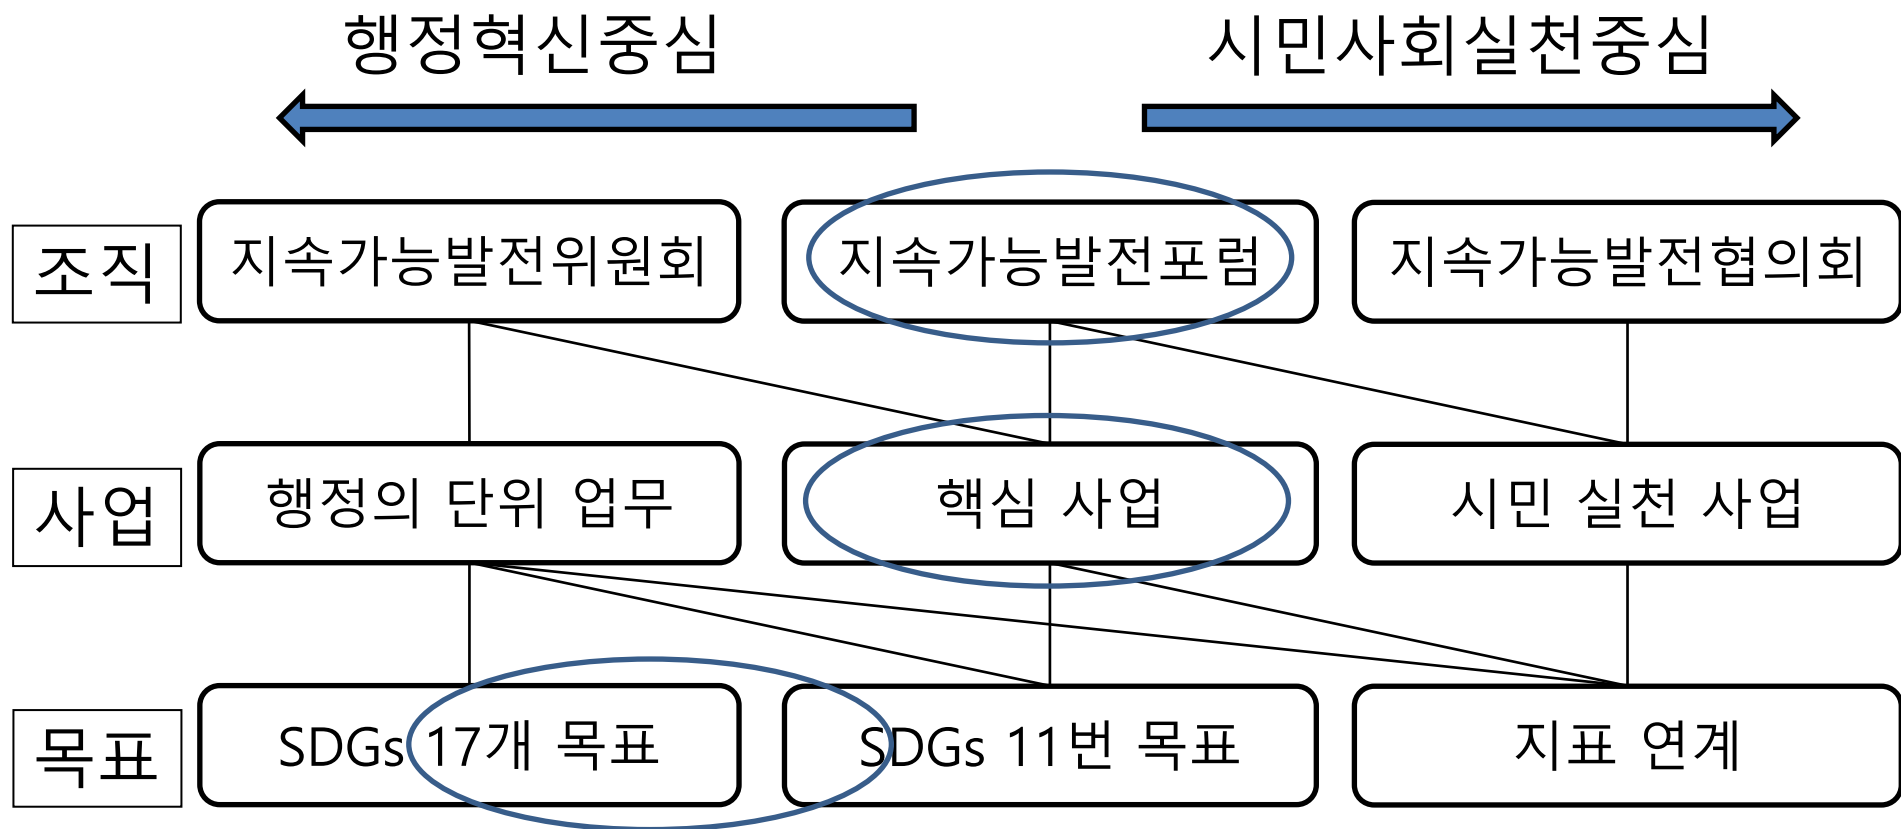 행정혁신중심
시민사회실천중심
조직
지속가능발전위원회
지속가능발전포럼
지속가능발전협의회
사업
행정의 단위 업무
핵심 사업
시민 실천 사업
목표
SDGs 17개 목표
SDGs 11번 목표
지표 연계